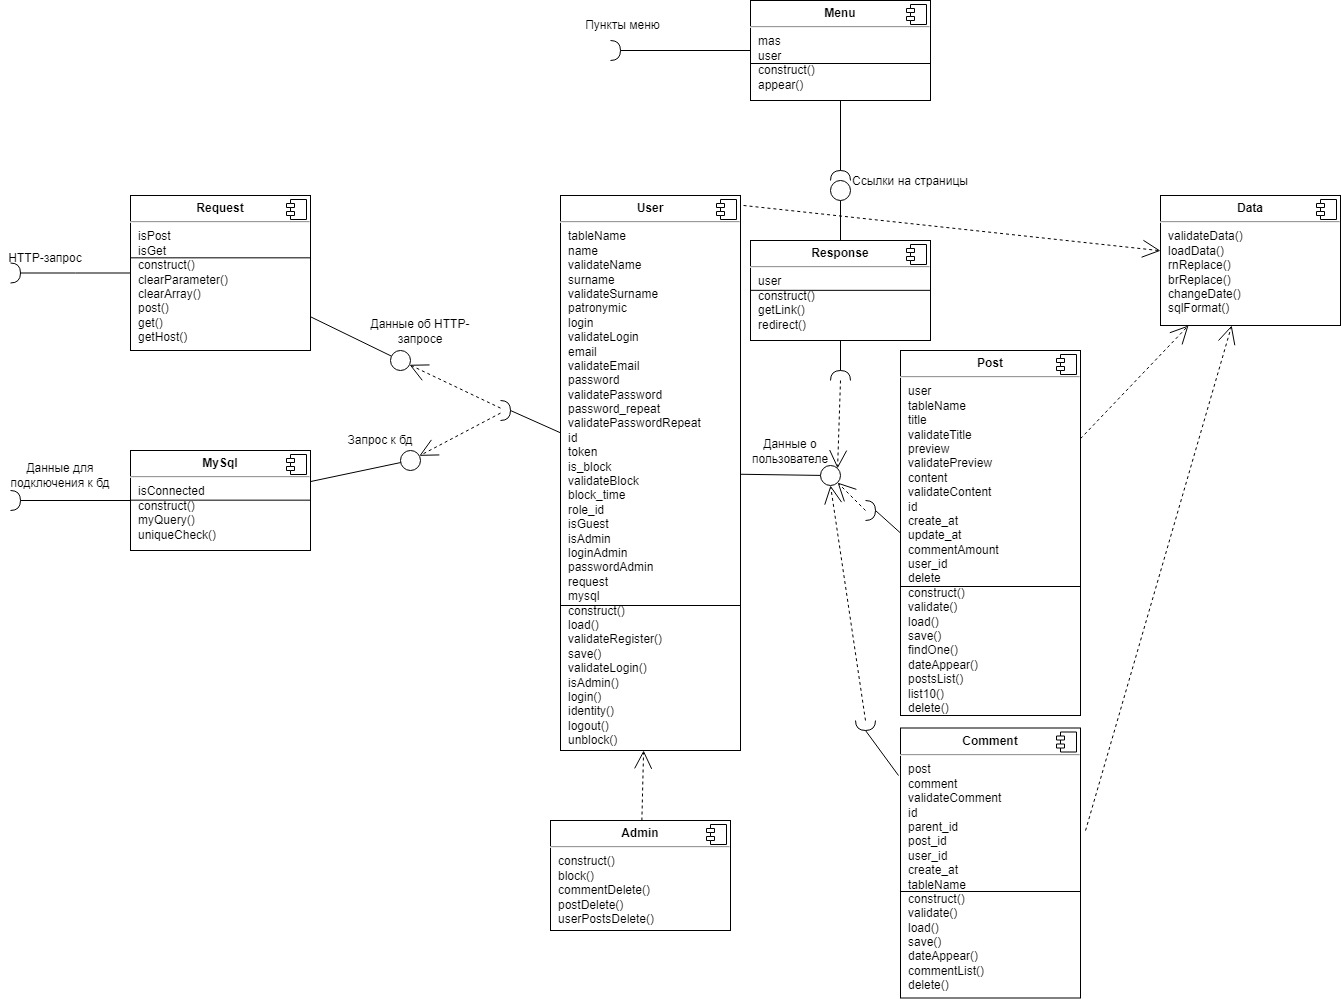 Пункты меню
Menu
mas
user
construct()
appear()
Ссылки на страницы
HTTP-запрос
Request
isPost
isGet
construct()
clearParameter()
clearArray()
post()
get()
getHost()
Данные об HTTP-
запросе
Данные для
подключения к бд
MySql
isConnected
construct()
myQuery()
uniqueCheck()
Запрос к бд
User
tableName
name
validateName
surname
validateSurname
patronymic
login
validateLogin
email
validateEmail
password
validatePassword
password_repeat
validatePasswordRepeat
id
token
is_block
validateBlock
block_time
role_id
isGuest
isAdmin
loginAdmin
passwordAdmin
request
mysql
construct()
load()
validateRegister()
save()
validateLogin()
isAdmin()
login()
identity()
logout()
unblock()
Admin
construct()
block()
commentDelete()
postDelete()
userPostsDelete()
Response
user
construct()
getLink()
redirect()
Данные о
пользователе
Post
user
tableName
title
validateTitle
preview
validatePreview
content
validateContent
id
create_at
update_at
commentAmount
user_id
delete
construct()
validate()
load()
save()
findOne()
dateAppear()
postsList()
list10()
delete()
Comment
post
comment
validateComment
id
parent_id
post_id
user_id
create_at
tableName
construct()
validate()
load()
save()
dateAppear()
commentList()
delete()
Data
validateData()
loadData()
rnReplace()
brReplace()
changeDate()
sqlFormat()